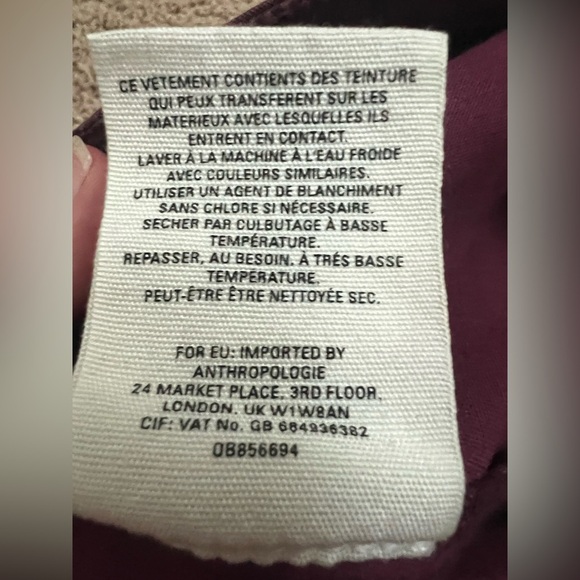 CE VETEMENT CONTIENTS DES TEINTURE
QUI PEUX TRANSFERENT SUR LES
MATERIEUX AVEC LESQUELLES ILS
ENTRENT EN CONTACT.
LAVER À LA MACHINE À L'EAU FROIDE
AVEC COULEURS SIMILAIRES.
UTILISER UN AGENT DE BLANCHIMENT
SANS CHLORE SI NÉCESSAIRE.
SECHER PAR CULBUTAGE À BASSE
TEMPÉRATURE.
REPASSER, AU BESOIN. À TRÉS BASSE
TEMPÉRATURE.
PEUT-ÊTRE ÊTRE NETTOYÉE SEC.
FOR EU: IMPORTED BY
ANTHROPOLOGIE
24 MARKET PLACE, 3RD FLOOR,
LONDON, UK W1W8AN
CIF: VAT No. GB 664936382
OB856694